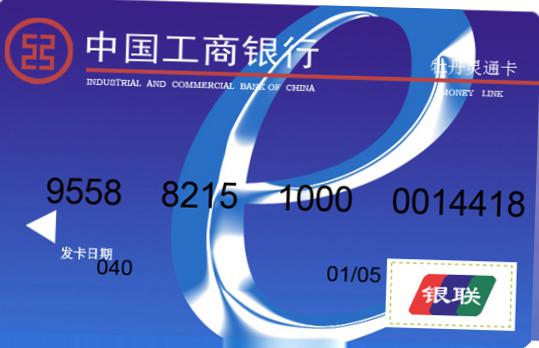 中国工商银行
牡丹灵通卡
INDUSTRIAL AND COMMERCIAL BANK OF CHINA
MONEY LINK
9558 8215 1000 0014418
发卡日期
040 01/05
银联